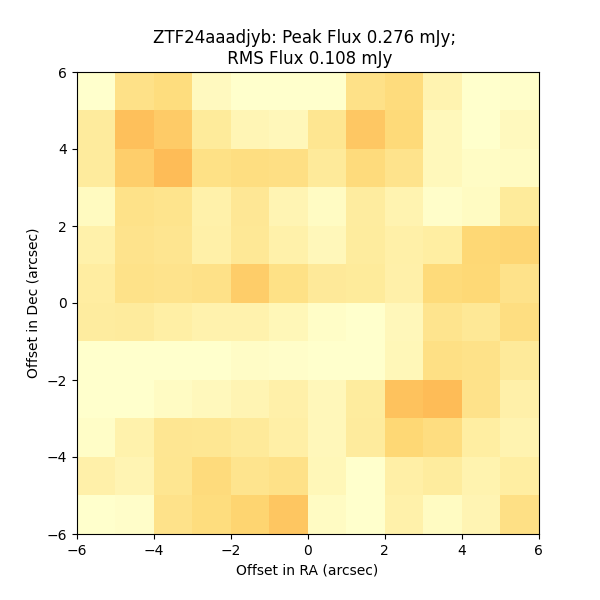 ZTF24aaadjyb: Peak Flux 0.276 mJy;
RMS Flux 0.108 mJy
6
4
2
0
−2
−4
−6
Offset in Dec (arcsec)
−6 −4 −2 0 2 4 6
Offset in RA (arcsec)